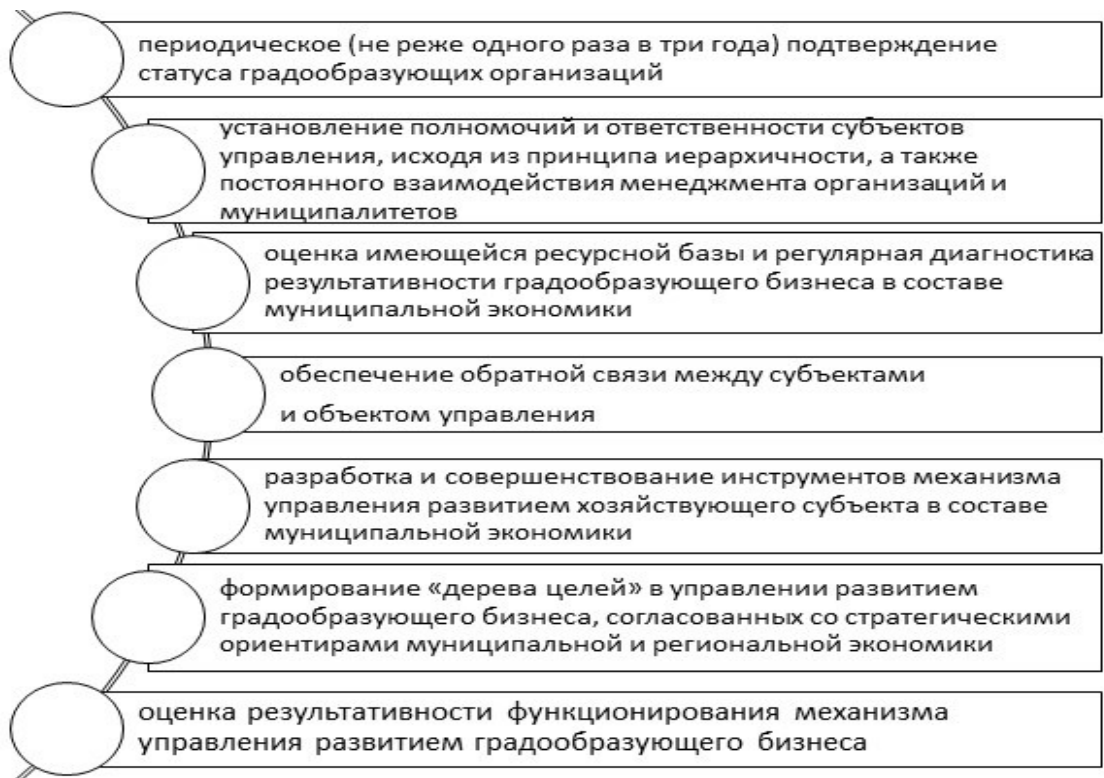 периодическое (не реже одного раза в три года) подтверждение
статуса градообразующих организаций
установление полномочий и ответственности субъектов
управления, исходя из принципа иерархичности, а также
постоянного взаимодействия менеджмента организаций и
муниципалитетов
оценка имеющейся ресурсной базы и регулярная диагностика
результативности градообразующего бизнеса в составе
муниципальной экономики
обеспечение обратной связи между субъектами
и объектом управления
разработка и совершенствование инструментов механизма
управления развитием хозяйствующего субъекта в составе
муниципальной экономики
формирование «дерева целей» в управлении развитием
градообразующего бизнеса, согласованных со стратегическими
ориентирами муниципальной и региональной экономики
оценка результативности функционирования механизма
управления развитием градообразующего бизнеса